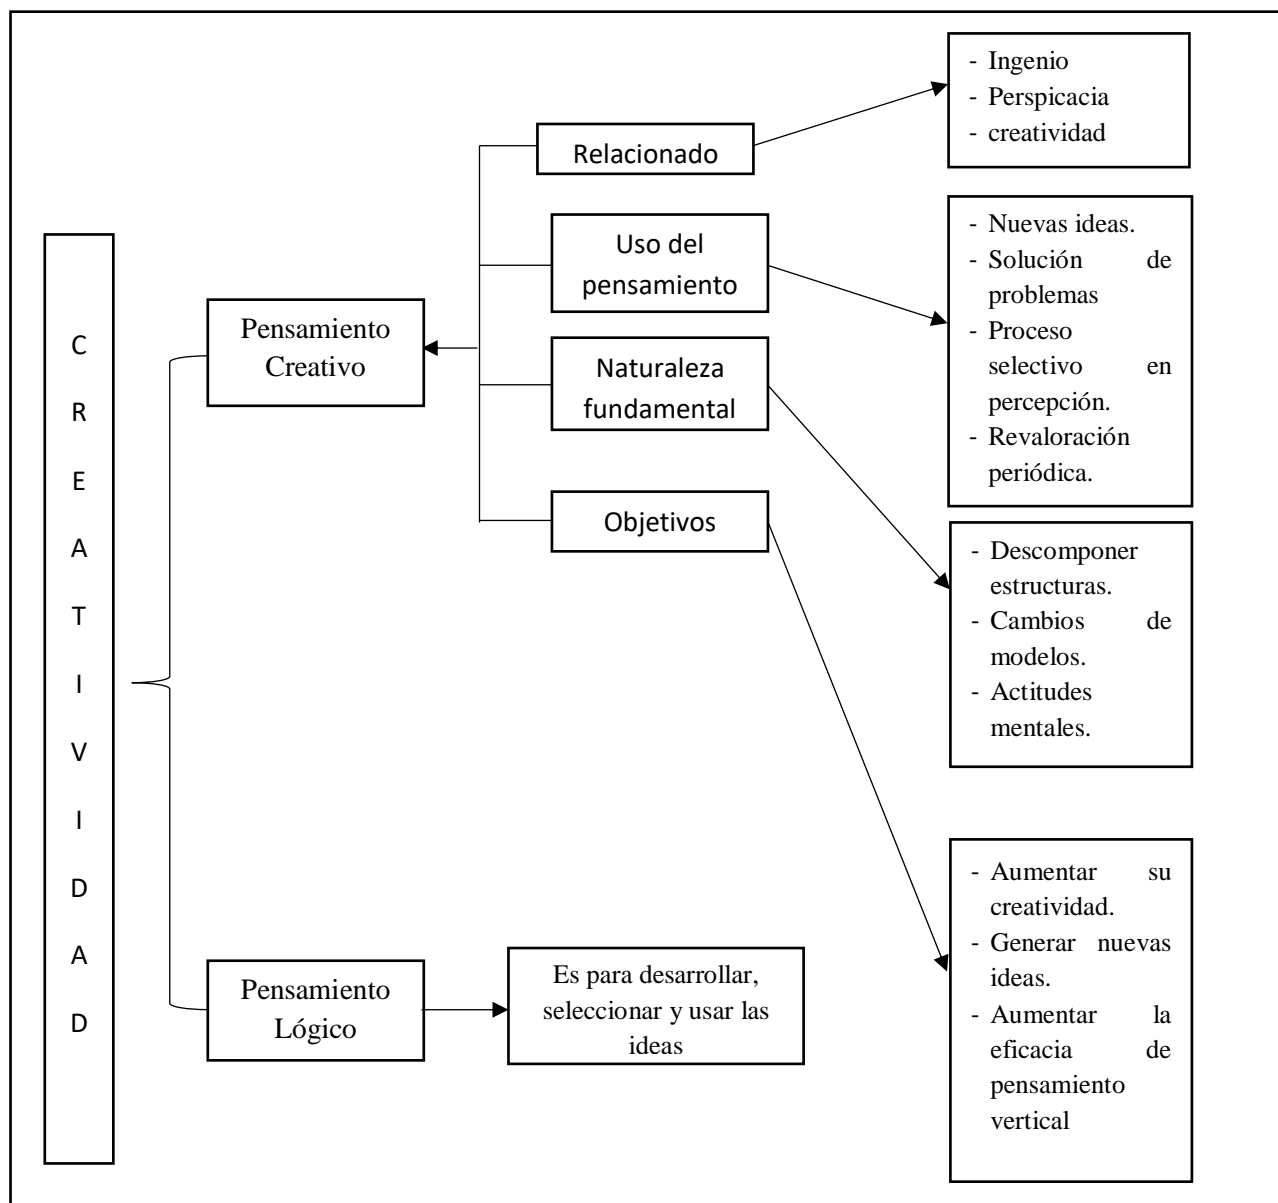 C
R
E
A
T
I
V
I
D
A
D
Pensamiento
Creativo
Relacionado
Uso del
pensamiento
Naturaleza
fundamental
Objetivos
- Ingenio
- Perspicacia
- creatividad
- Nuevas ideas.
- Solución de
problemas
- Proceso
selectivo en
percepción.
- Revaloración
periódica.
- Descomponer
estructuras.
- Cambios de
modelos.
- Actitudes
mentales.
- Aumentar su
creatividad.
- Generar nuevas
ideas.
- Aumentar la
eficacia de
pensamiento
vertical
Pensamiento
Lógico
Es para desarrollar,
seleccionar y usar las
ideas